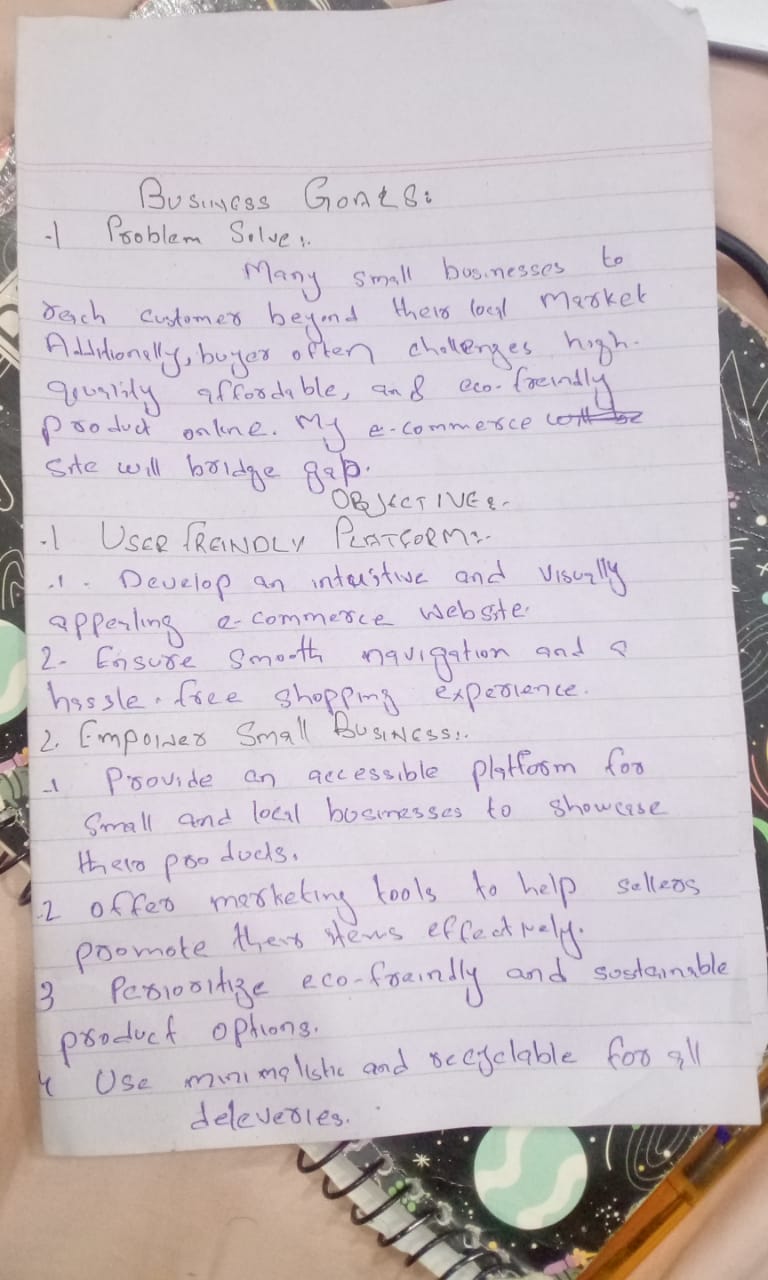 Business Goals:
-1 Problem Solve:.
Many small businesses to
reach customer beyond their local market
Additionally, buyer often challenges high-
quality affordable, and eco-freindly
product online. My e-commerce
site will bridge gap.
OBJECTIVE:-
.1 USER FREINDLY PLATFORM:-
.1. Develop an intuistive and visually
appealing e-commerce website.
2- Ensure Smooth navigation and a
hassle-free shopping experience.
2. Empower Small Business:.
-1 Provide an accessible platform for
small and local businesses to showcase
their products.
.2 offer marketing tools to help sellers
promote their items effectively.
3 Perioritize eco-freindly and sustainable
product options.
4 Use minimalistic and recyclable for all
deleveries.